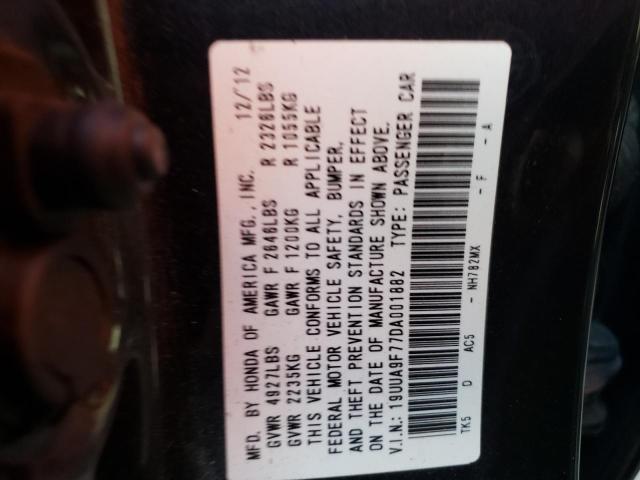 MFD. BY HONDA OF AMERICA MFG., INC. 12/'12
GVWR 4927LBS GAWR F 2646LBS R 2326LBS
GVWR 2235KG GAWR F 1200KG R 1055KG
THIS VEHICLE CONFORMS TO ALL APPLICABLE
FEDERAL MOTOR VEHICLE SAFETY, BUMPER,
AND THEFT PREVENTION STANDARDS IN EFFECT
ON THE DATE OF MANUFACTURE SHOWN ABOVE.
V.I.N.: 19UUA9F77DA001882 TYPE: PASSENGER CAR
TK5 D AC5 - NH782MX - F - A